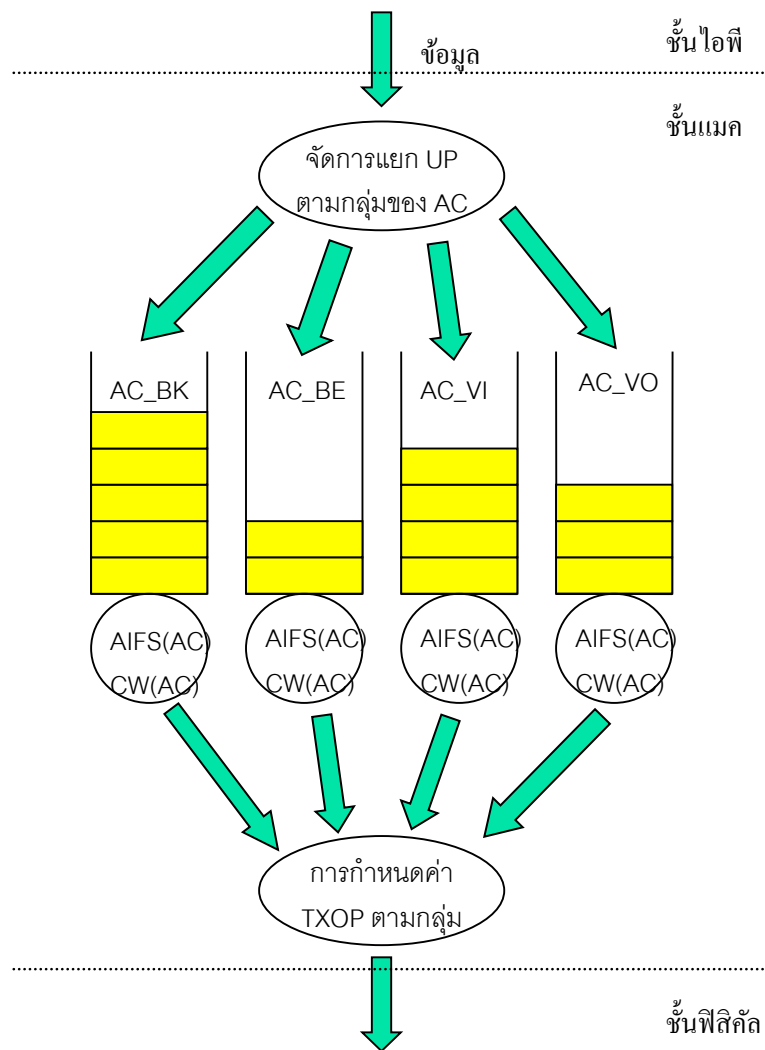 ชั้นไอพี
ข้อมูล
ชั้นแมค
จัดการแยก UP
ตามกลุ่มของ AC
AC_BK
AC_BE
AC_VI
AC_VO
AIFS(AC)
CW(AC)
AIFS(AC)
CW(AC)
AIFS(AC)
CW(AC)
AIFS(AC)
CW(AC)
การกำหนดค่า
TXOP ตามกลุ่ม
ชั้นฟิสิคัล